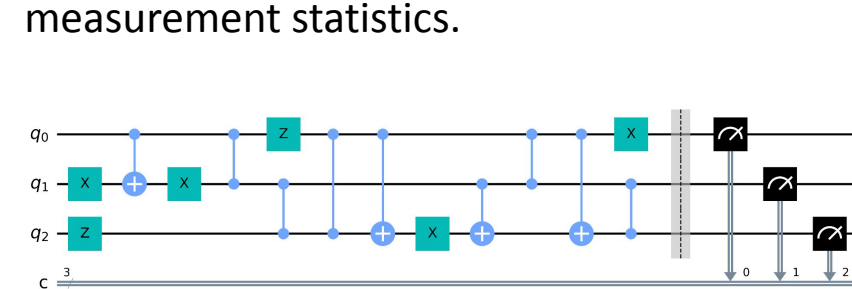 measurement statistics.
q0 Z X
q1 X X
q2 Z X
c 3 0 1 2